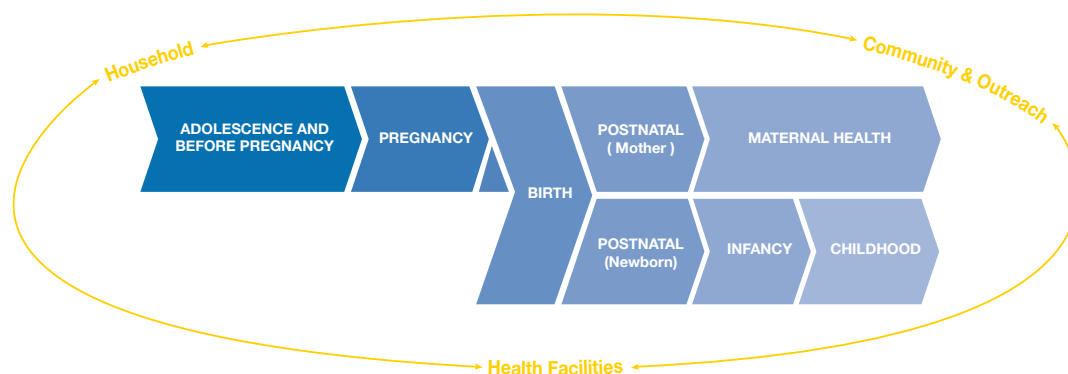 Household
Community & Outreach
ADOLESCENCE AND
BEFORE PREGNANCY
PREGNANCY
BIRTH
POSTNATAL
( Mother )
MATERNAL HEALTH
POSTNATAL
(Newborn)
INFANCY
CHILDHOOD
Health Facilities